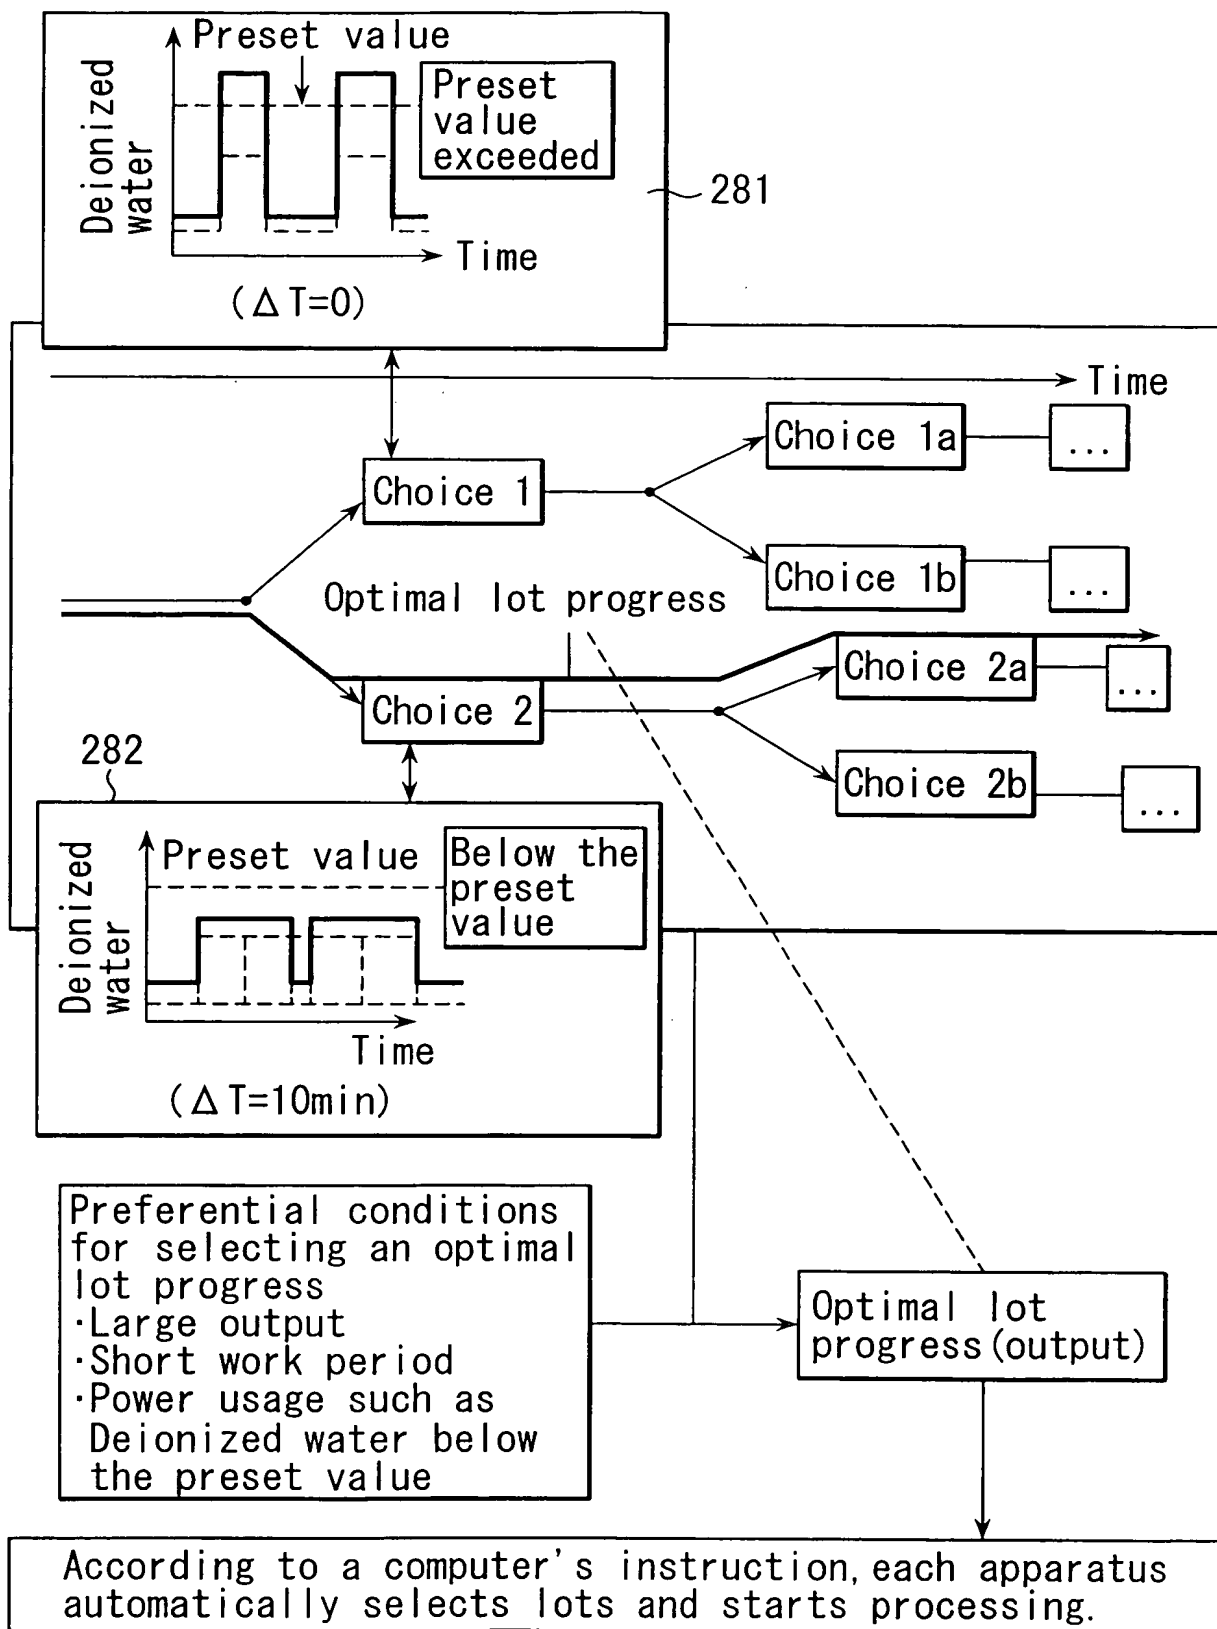 Preset value
Deionized
water
Preset
value
exceeded
281
Time
(ΔT=0)
Time
Choice 1a
...
Choice 1
Choice 1b
...
Optimal lot progress
Choice 2a
...
Choice 2
Choice 2b
...
282
Deionized
water
Preset value
Below the
preset
value
Time
(ΔT=10min)
Preferential conditions
for selecting an optimal
lot progress
·Large output
·Short work period
·Power usage such as
Deionized water below
the preset value
Optimal lot
progress(output)
According to a computer's instruction, each apparatus
automatically selects lots and starts processing.